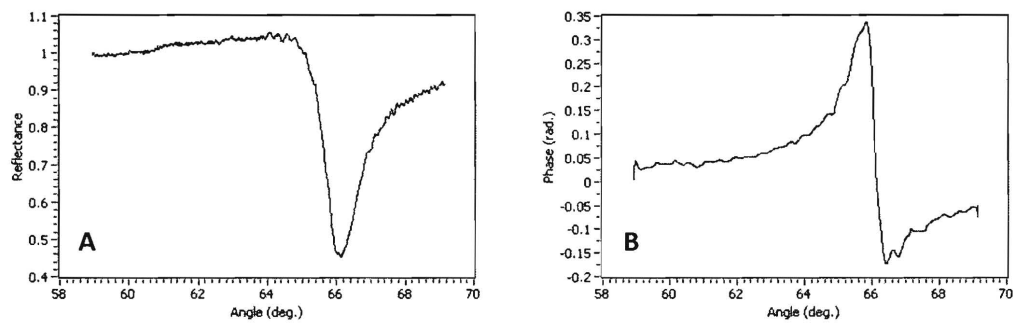 1.1
1
0.9
0.8
0.7
0.6
0.5
0.4
Reflectance
A
58 60 62 64 66 68 70
Angle (deg.)
0.35
0.3
0.25
0.2
0.15
0.1
0.05
0
-0.05
-0.1
-0.15
-0.2
Phase (rad.)
B
58 60 62 64 66 68 70
Angle (deg.)